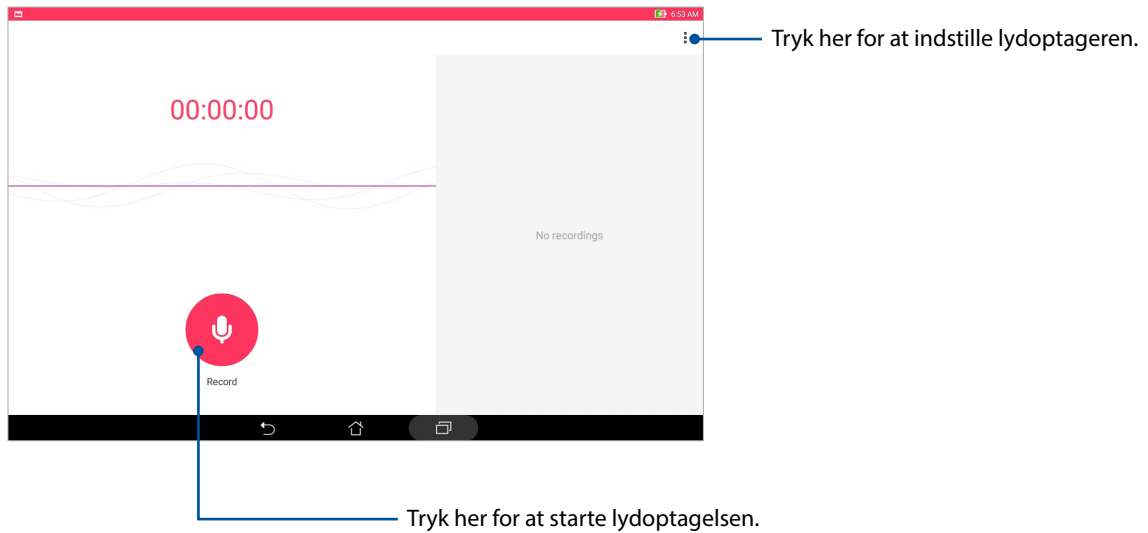 6:53 AM
Tryk her for at indstille lydoptageren.
00:00:00
No recordings
Record
Tryk her for at starte lydoptagelsen.